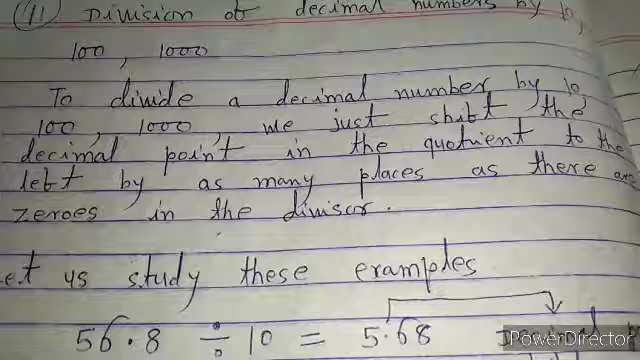 (11) Division of decimal numbers by 10,
100, 1000
To divide a decimal number by 10,
100, 1000, we just shift the
decimal point in the quotient to the
left by as many places as there are
zeroes in the divisor.
et us study these examples
56.8 ÷ 10 = 5.68 Decimal
PowerDirector